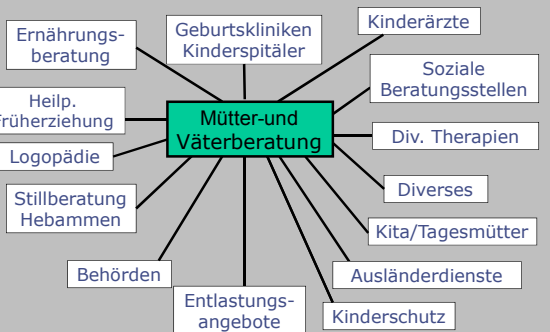 Ernährungs-
beratung
Geburtskliniken
Kinderspitäler
Kinderärzte
Soziale
Beratungsstellen
Heilp.
Früherziehung
Mütter-und
Väterberatung
Div. Therapien
Logopädie
Diverses
Stillberatung
Hebammen
Kita/Tagesmütter
Behörden
Ausländerdienste
Entlastungs-
angebote
Kinderschutz